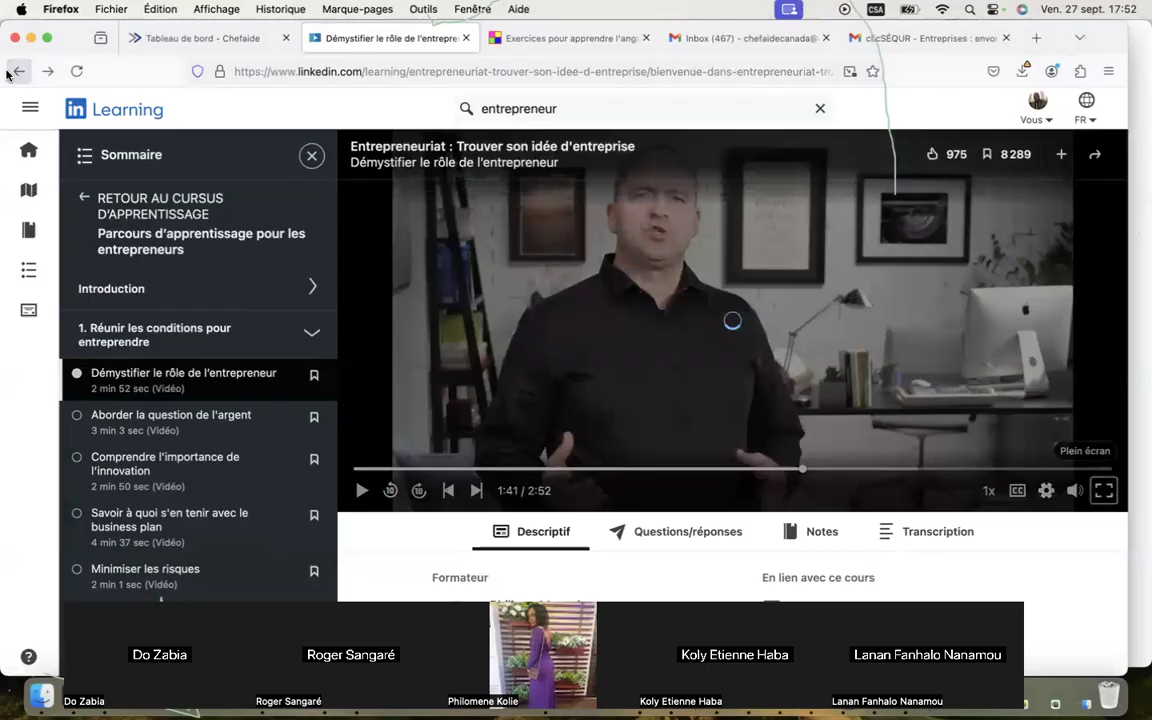 Firefox Fichier Édition Affichage Historique Marque-pages Outils Fenêtre Aide
CSA Ven. 27 sept. 17:52
Tableau de bord - Chefaide
Démystifier le rôle de l'entrepre
Exercices pour apprendre l'ang
Inbox (467) - chefaidecanada@
clicSÉQUR - Entreprises : envoi
https://www.linkedin.com/learning/entrepreneuriat-trouver-son-idee-d-entreprise/bienvenue-dans-entrepreneuriat-tr
in Learning
entrepreneur
Vous
FR
Sommaire
RETOUR AU CURSUS
D'APPRENTISSAGE
Parcours d'apprentissage pour les
entrepreneurs
Introduction
1. Réunir les conditions pour
entreprendre
Démystifier le rôle de l'entrepreneur
2 min 52 sec (Vidéo)
Aborder la question de l'argent
3 min 3 sec (Vidéo)
Comprendre l'importance de
l'innovation
2 min 50 sec (Vidéo)
Savoir à quoi s'en tenir avec le
business plan
4 min 37 sec (Vidéo)
Minimiser les risques
2 min 1 sec (Vidéo)
Entrepreneuriat : Trouver son idée d'entreprise
Démystifier le rôle de l'entrepreneur
975
8 289
Plein écran
10
10
1:41 / 2:52
1x
CC
Descriptif
Questions/réponses
Notes
Transcription
Formateur
En lien avec ce cours
Do Zabia
Roger Sangaré
Koly Etienne Haba
Lanan Fanhalo Nanamou
Do Zabia
Roger Sangaré
Philomene Kolie
Koly Etienne Haba
Lanan Fanhalo Nanamou